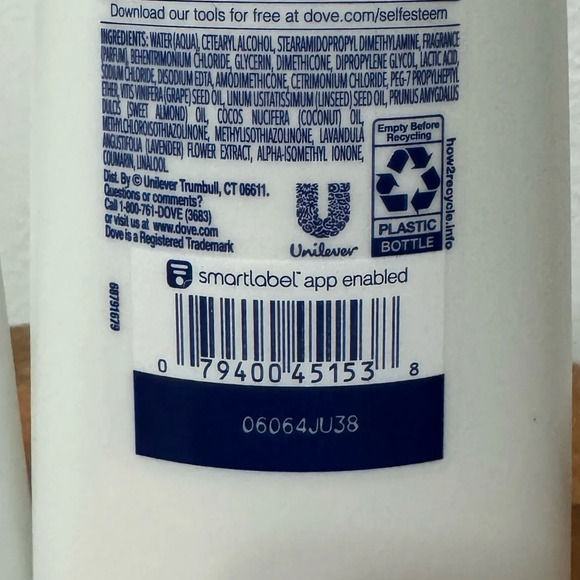 Download our tools for free at dove.com/selfesteem
INGREDIENTS: WATER (AQUA), CETEARYL ALCOHOL, STEARAMIDOPROPYL DIMETHYLAMINE, FRAGRANCE
(PARFUM), BEHENTRIMONIUM CHLORIDE, GLYCERIN, DIMETHICONE, DIPROPYLENE GLYCOL, LACTIC ACID,
SODIUM CHLORIDE, DISODIUM EDTA, AMODIMETHICONE, CETRIMONIUM CHLORIDE, PEG-7 PROPYLHEPTYL
ETHER, VITIS VINIFERA (GRAPE) SEED OIL, LINUM USITATISSIMUM (LINSEED) SEED OIL, PRUNUS AMYGDALUS
DULCIS (SWEET ALMOND) OIL, COCOS NUCIFERA (COCONUT) OIL,
METHYLCHLOROISOTHIAZOLINONE, METHYLISOTHIAZOLINONE, LAVANDULA
ANGUSTIFOLIA (LAVENDER) FLOWER EXTRACT, ALPHA-ISOMETHYL IONONE,
COUMARIN, LINALOOL.
Dist. By © Unilever Trumbull, CT 06611.
Questions or comments?
Call 1-800-761-DOVE (3683)
or visit us at www.dove.com
Dove is a Registered Trademark
Unilever
Empty Before
Recycling
PLASTIC
BOTTLE
how2recycle.info
68791679
smartlabel™ app enabled
0 79400 45153 8
06064JU38